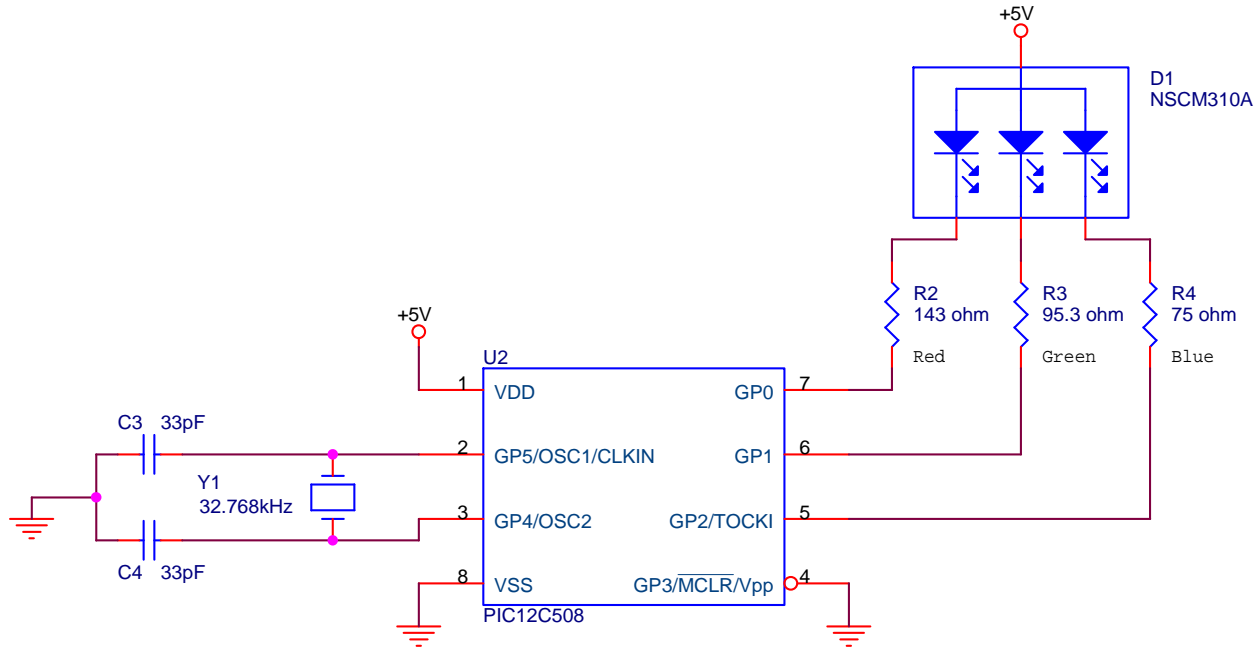 +5V
D1
NSCM310A
R2
143 ohm
Red
R3
95.3 ohm
Green
R4
75 ohm
Blue
+5V
U2
1 VDD
GP0 7
C3 33pF
2 GP5/OSC1/CLKIN
GP1 6
Y1
32.768kHz
3 GP4/OSC2
GP2/TOCKI 5
C4 33pF
8 VSS
GP3/MCLR/Vpp 4
PIC12C508